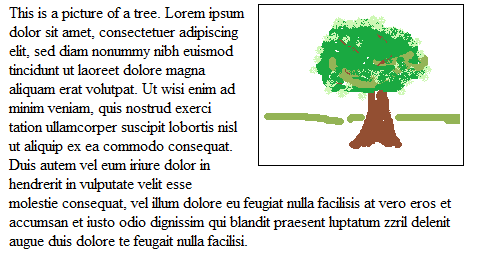 This is a picture of a tree. Lorem ipsum
dolor sit amet, consectetuer adipiscing
elit, sed diam nonummy nibh euismod
tincidunt ut laoreet dolore magna
aliquam erat volutpat. Ut wisi enim ad
minim veniam, quis nostrud exerci
tation ullamcorper suscipit lobortis nisl
ut aliquip ex ea commodo consequat.
Duis autem vel eum iriure dolor in
hendrerit in vulputate velit esse
molestie consequat, vel illum dolore eu feugiat nulla facilisis at vero eros et
accumsan et iusto odio dignissim qui blandit praesent luptatum zzril delenit
augue duis dolore te feugait nulla facilisi.